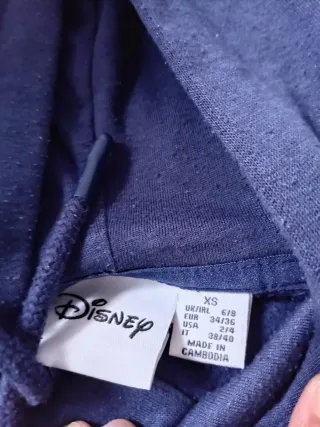 Disney
XS
UK/IRL 6/8
EUR 34/36
USA 2/4
IT 38/40
MADE IN
CAMBODIA